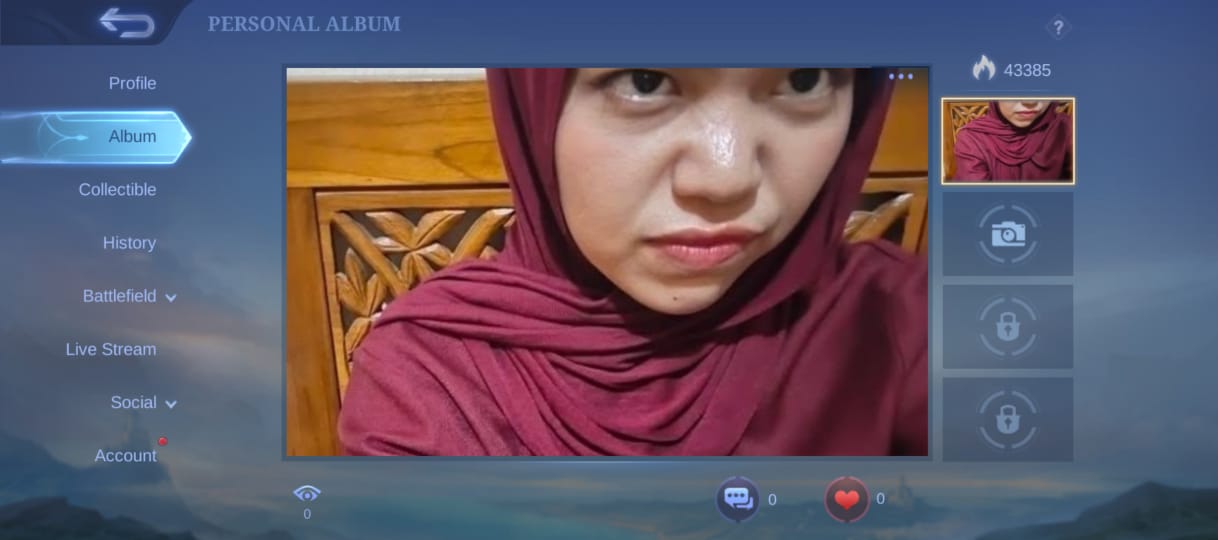 PERSONAL ALBUM
?
Profile
Album
Collectible
History
Battlefield
Live Stream
Social
Account
43385
0
0
0